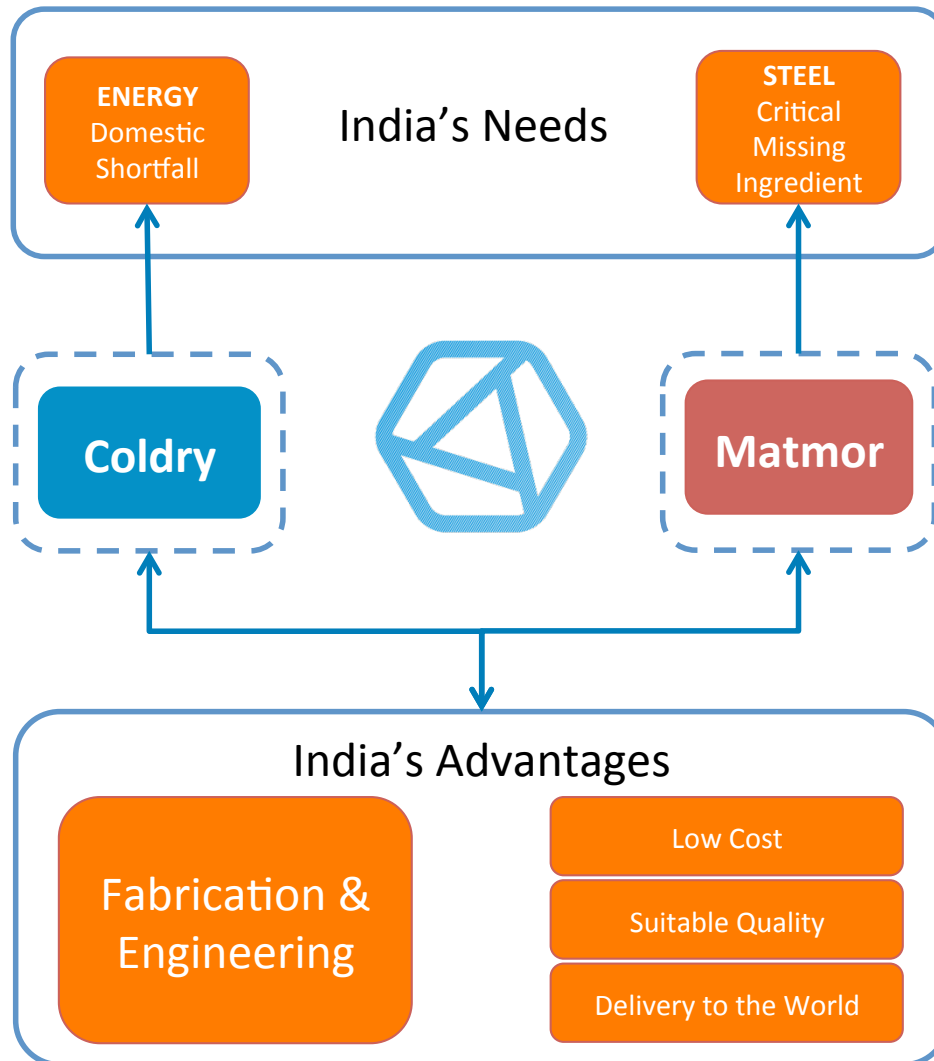 ENERGY
Domestic
Shortfall
India's Needs
STEEL
Critical
Missing
Ingredient
Coldry
Matmor
India's Advantages
Fabrication &
Engineering
Low Cost
Suitable Quality
Delivery to the World